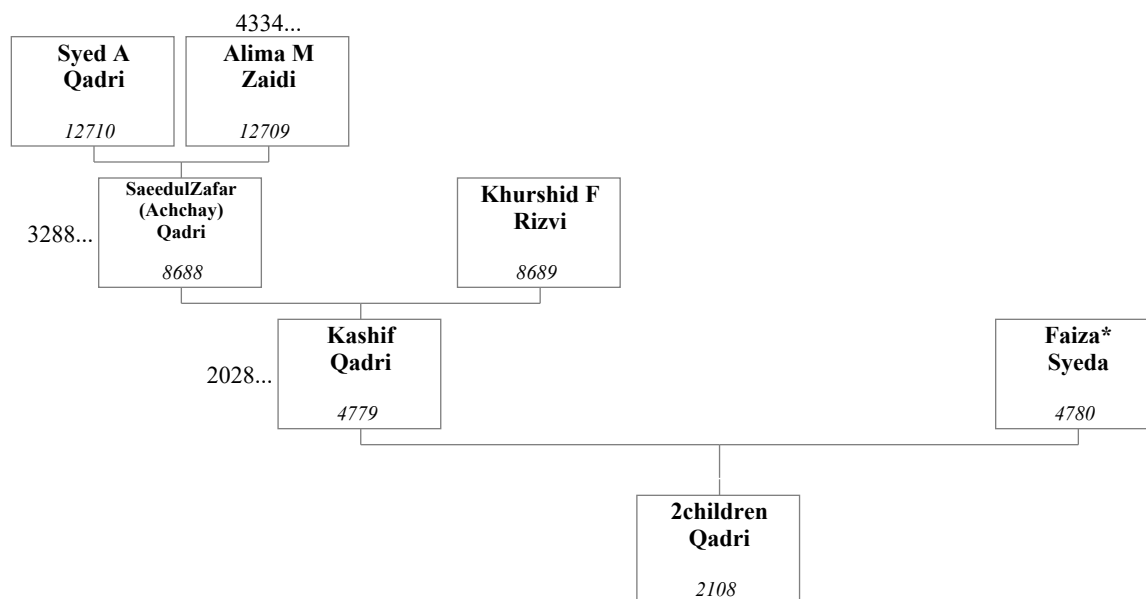 4334...
Syed A
Qadri
12710
Alima M
Zaidi
12709
SaeedulZafar
(Achchay)
Qadri
8688
3288...
Khurshid F
Rizvi
8689
Kashif
Qadri
4779
2028...
Faiza*
Syeda
4780
2children
Qadri
2108